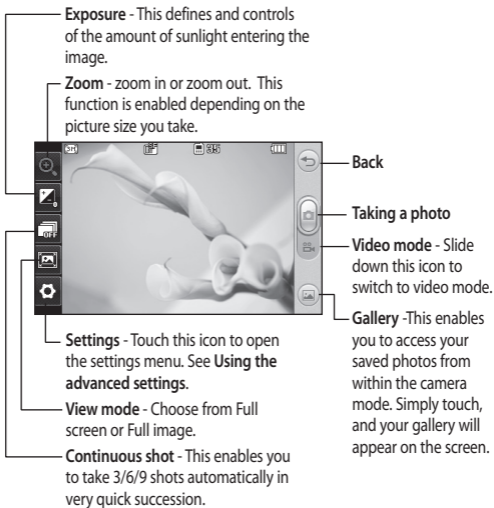 Exposure - This defines and controls
of the amount of sunlight entering the
image.
Zoom - zoom in or zoom out. This
function is enabled depending on the
picture size you take.
Back
Taking a photo
Video mode - Slide
down this icon to
switch to video mode.
Gallery -This enables
you to access your
saved photos from
within the camera
mode. Simply touch,
and your gallery will
appear on the screen.
Settings - Touch this icon to open
the settings menu. See Using the
advanced settings.
View mode - Choose from Full
screen or Full image.
Continuous shot - This enables you
to take 3/6/9 shots automatically in
very quick succession.
3M
OFF